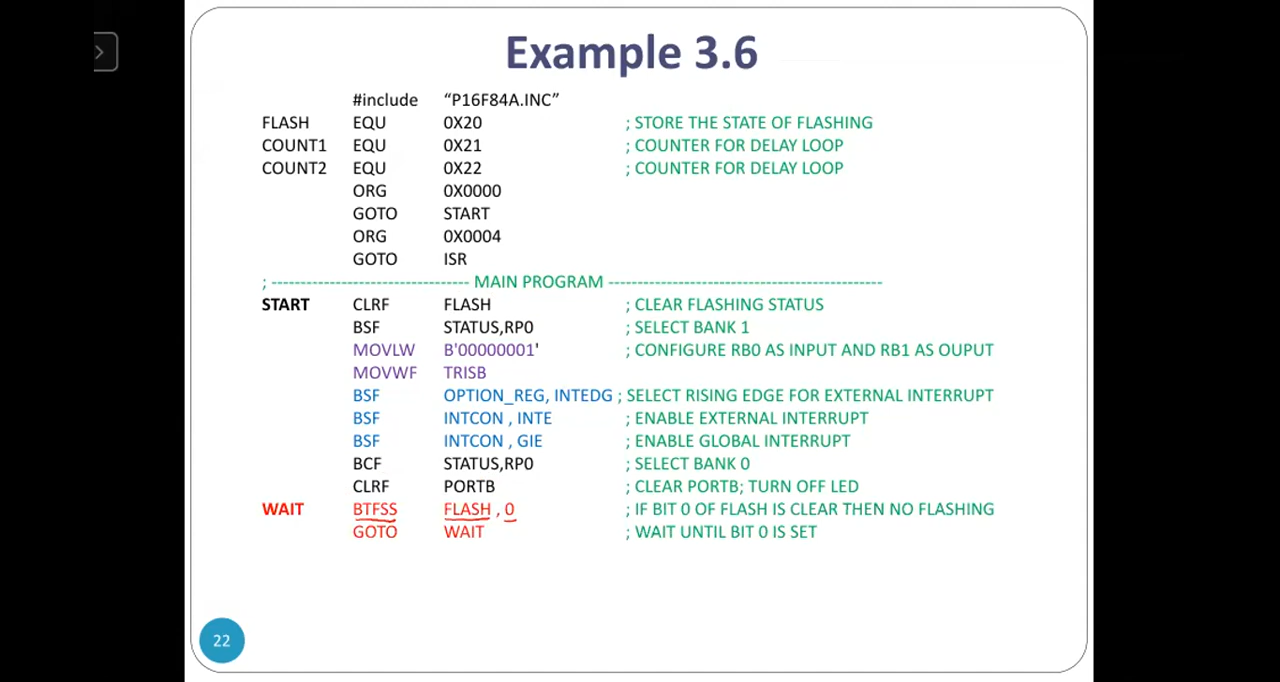 Example 3.6
#include “P16F84A.INC”
FLASH EQU 0X20 ; STORE THE STATE OF FLASHING
COUNT1 EQU 0X21 ; COUNTER FOR DELAY LOOP
COUNT2 EQU 0X22 ; COUNTER FOR DELAY LOOP
ORG 0X0000
GOTO START
ORG 0X0004
GOTO ISR
; --------------------------------- MAIN PROGRAM ----------------------------------------------
START CLRF FLASH ; CLEAR FLASHING STATUS
BSF STATUS,RP0 ; SELECT BANK 1
MOVLW B'00000001' ; CONFIGURE RB0 AS INPUT AND RB1 AS OUPUT
MOVWF TRISB
BSF OPTION_REG, INTEDG ; SELECT RISING EDGE FOR EXTERNAL INTERRUPT
BSF INTCON , INTE ; ENABLE EXTERNAL INTERRUPT
BSF INTCON , GIE ; ENABLE GLOBAL INTERRUPT
BCF STATUS,RP0 ; SELECT BANK 0
CLRF PORTB ; CLEAR PORTB; TURN OFF LED
WAIT BTFSS FLASH , 0 ; IF BIT 0 OF FLASH IS CLEAR THEN NO FLASHING
GOTO WAIT ; WAIT UNTIL BIT 0 IS SET
22